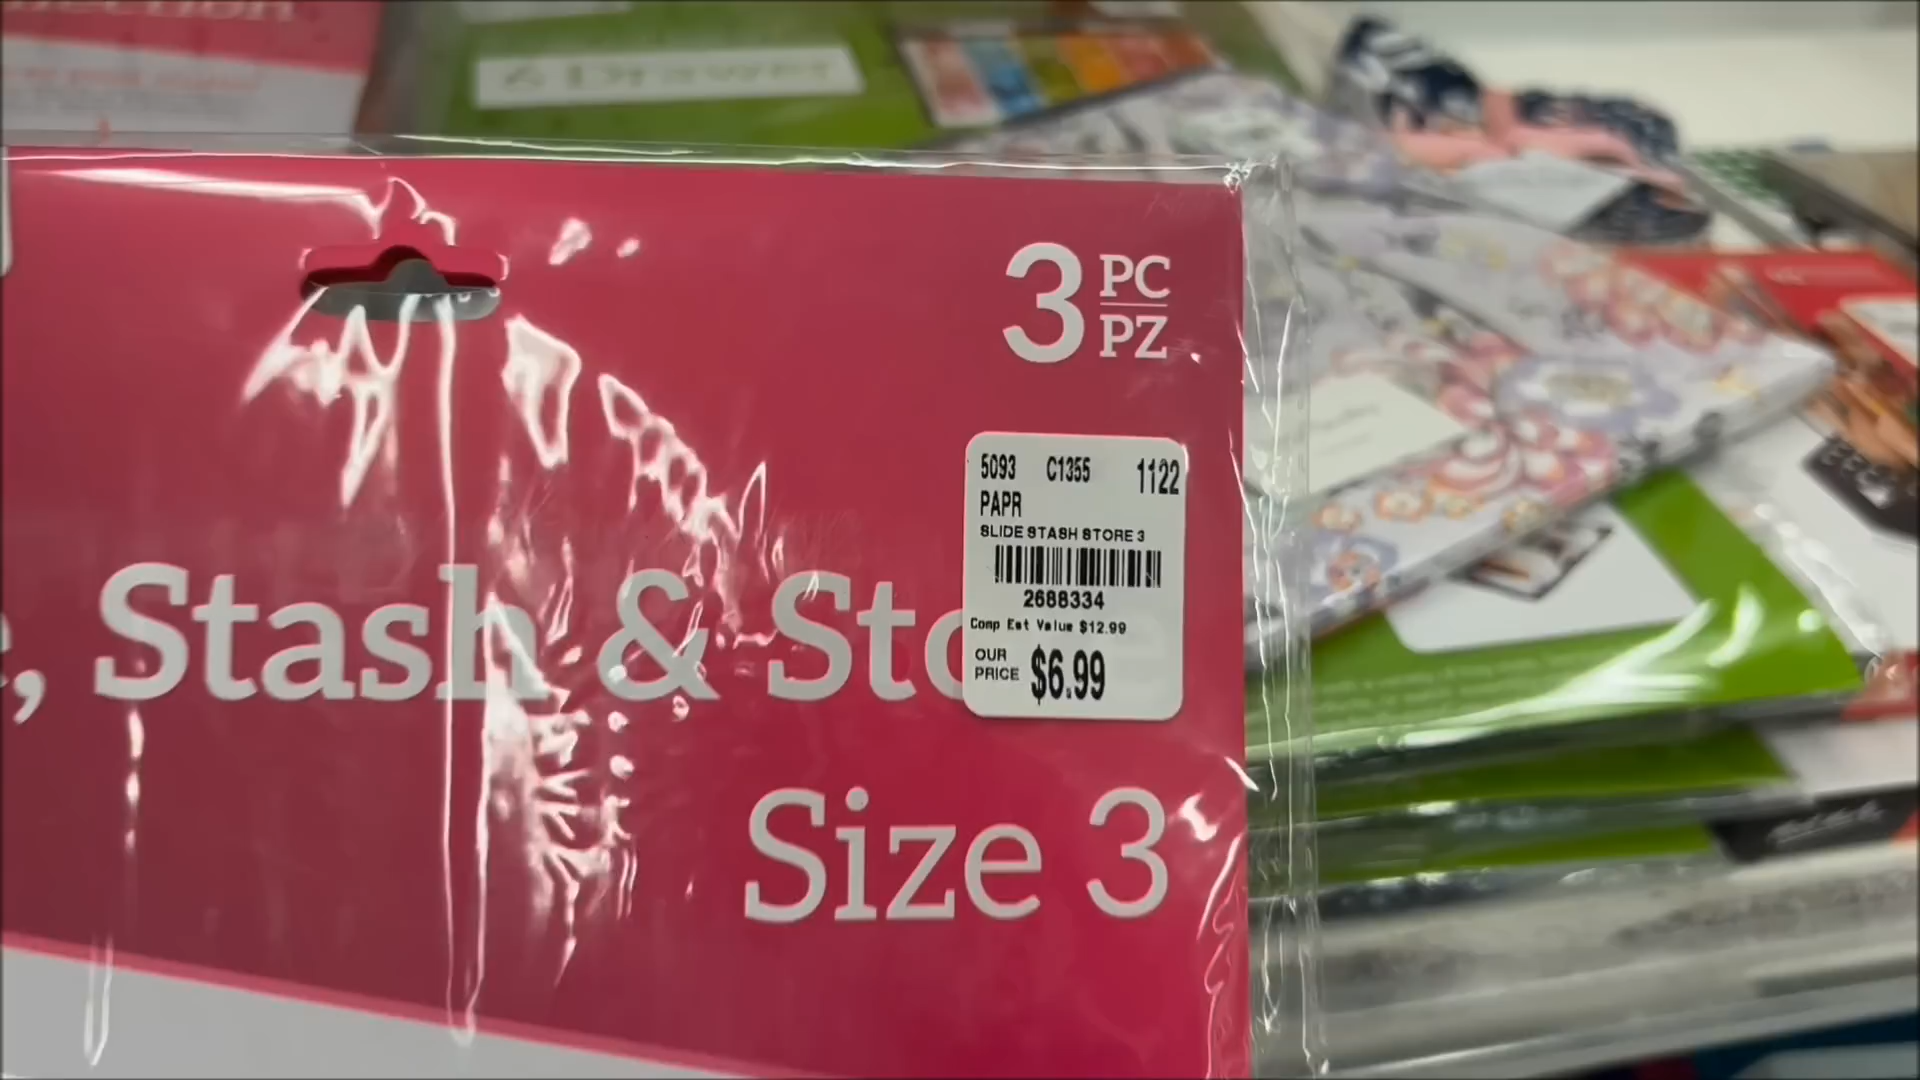 3 PC
PZ
5093 C1355 1122
PAPR
SLIDE STASH STORE 3
2688334
Comp Est Value $12.99
OUR
PRICE $6.99
, Stash & Sto
Size 3
Drawer